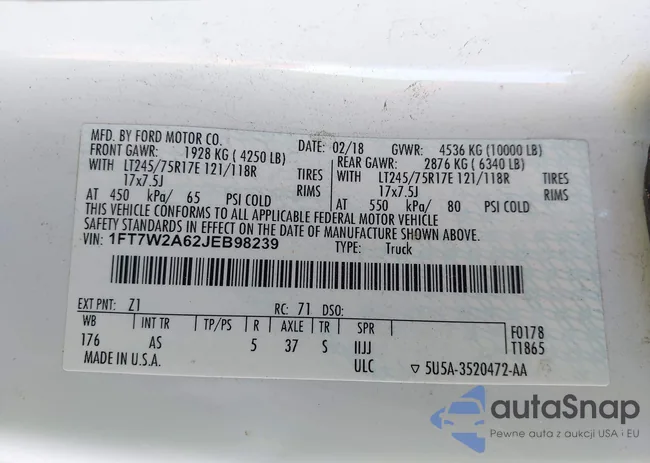 MFD. BY FORD MOTOR CO. DATE: 02/18 GVWR: 4536 KG (10000 LB)
FRONT GAWR: 1928 KG ( 4250 LB) REAR GAWR: 2876 KG ( 6340 LB)
WITH LT245/75R17E 121/118R TIRES WITH LT245/75R17E 121/118R TIRES
17x7.5J RIMS 17x7.5J RIMS
AT 450 kPa/ 65 PSI COLD AT 550 kPa/ 80 PSI COLD
THIS VEHICLE CONFORMS TO ALL APPLICABLE FEDERAL MOTOR VEHICLE
SAFETY STANDARDS IN EFFECT ON THE DATE OF MANUFACTURE SHOWN ABOVE.
VIN: 1FT7W2A62JEB98239 TYPE: Truck
EXT PNT: Z1 RC: 71 DSO:
WB INT TR TP/PS R AXLE TR SPR F0178
176 AS 5 37 S IIJJ T1865
MADE IN U.S.A. ULC ▽ 5U5A-3520472-AA
autaSnap
Pewne auta z aukcji USA i EU